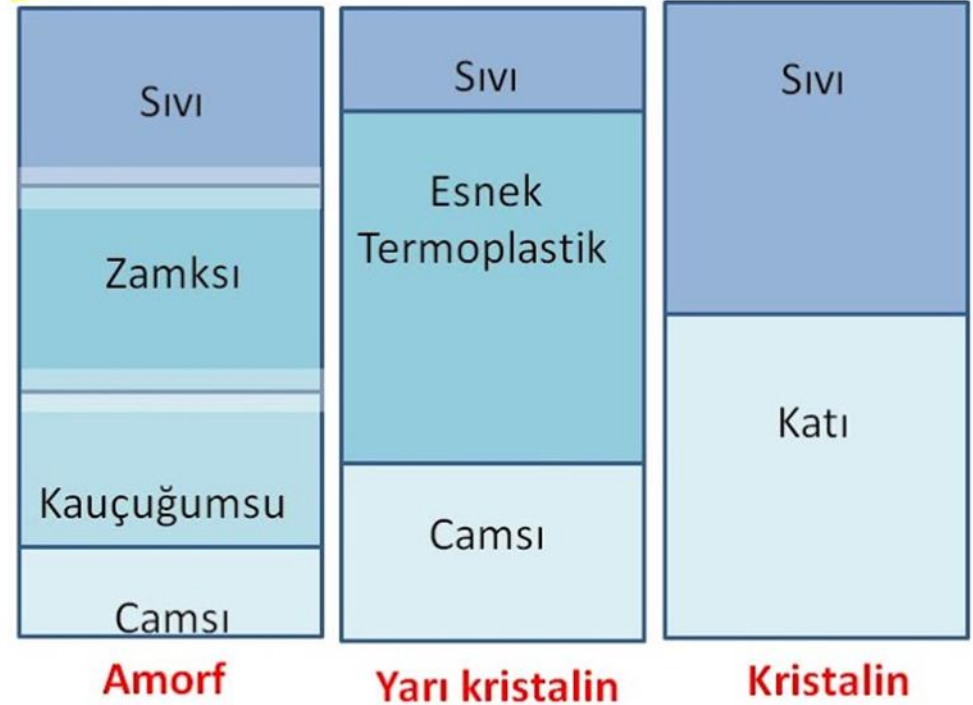 Sıvı
Zamksı
Kauçuğumsu
Camsı
Amorf
Sıvı
Esnek
Termoplastik
Camsı
Yarı kristalin
Sıvı
Katı
Kristalin